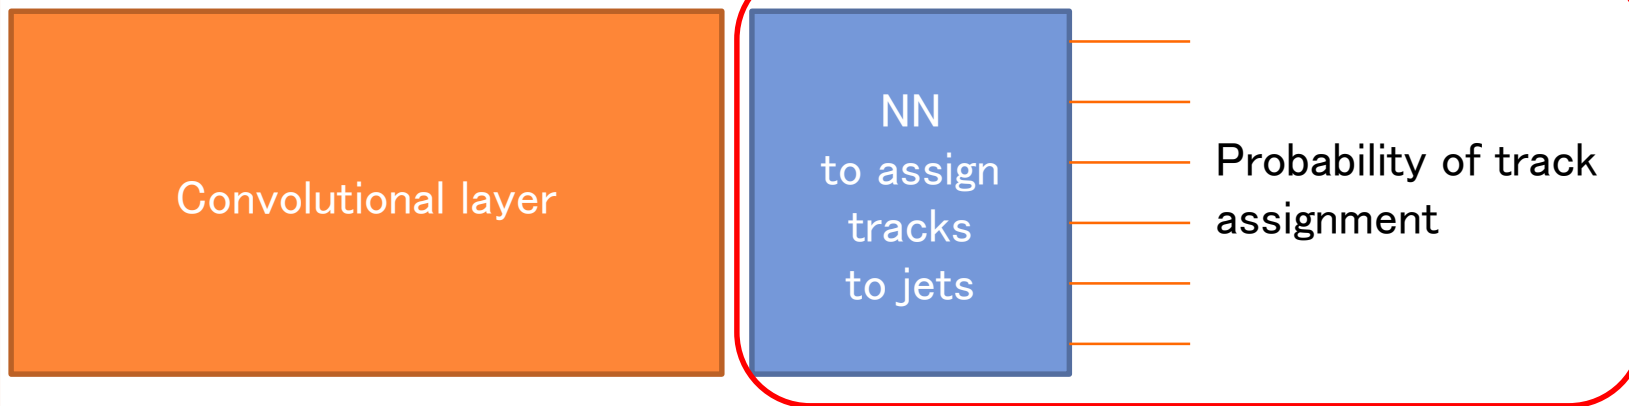 Convolutional layer
NN
to assign
tracks
to jets
Probability of track
assignment